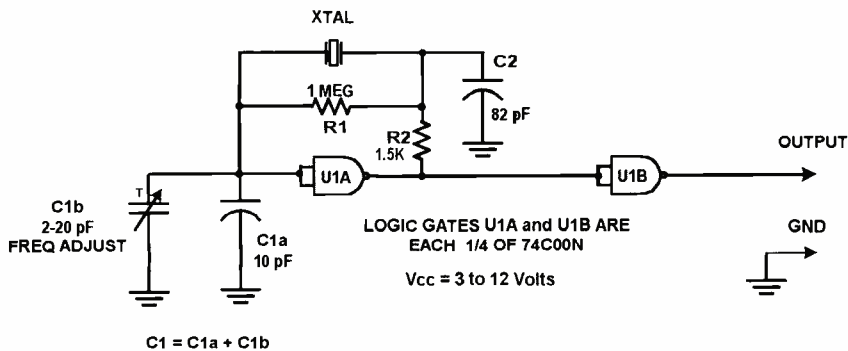 XTAL
1 MEG
R1
C2
82 pF
R2
1.5K
OUTPUT
U1A
U1B
T
C1b
2-20 pF
FREQ ADJUST
C1a
10 pF
LOGIC GATES U1A and U1B ARE
EACH 1/4 OF 74C00N
GND
Vcc = 3 to 12 Volts
C1 = C1a + C1b